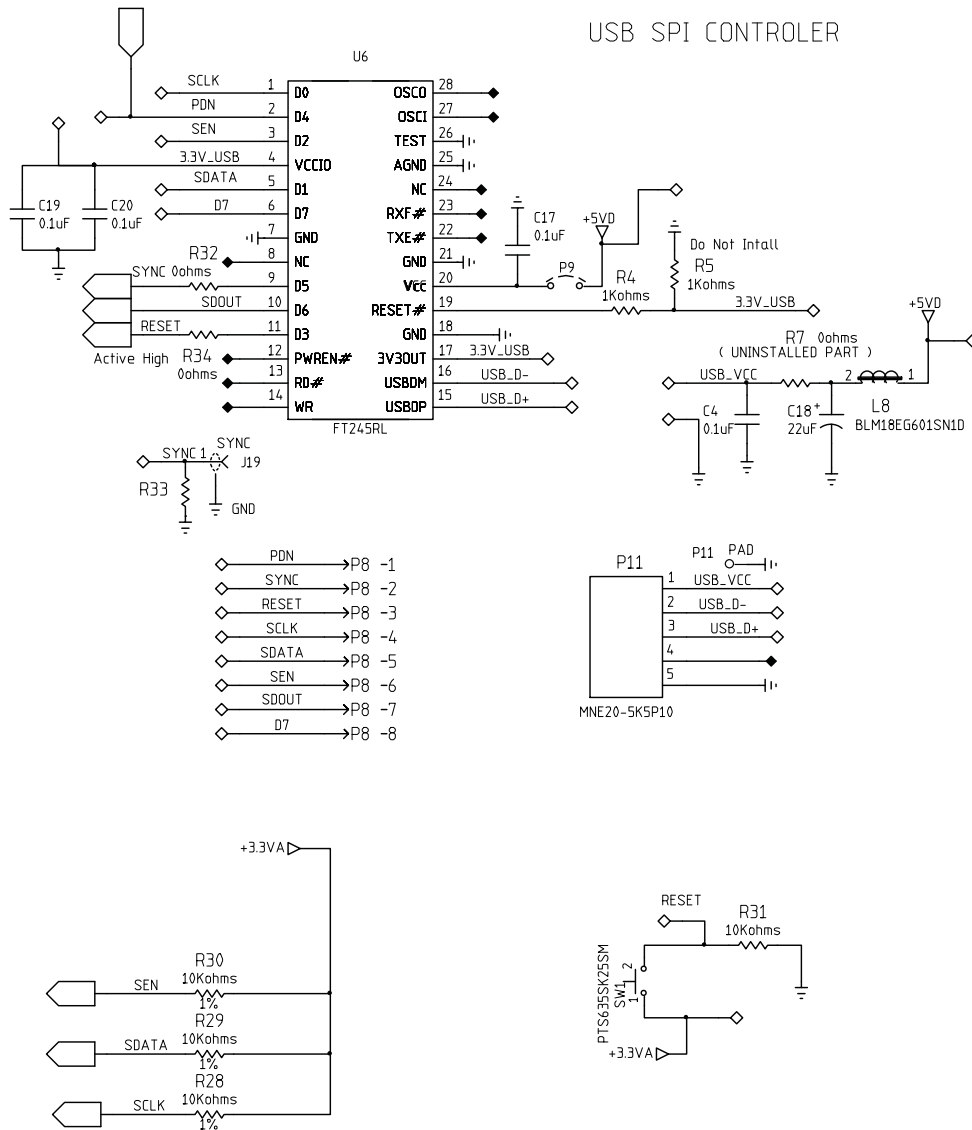 USB SPI CONTROLER
U6
SCLK 1 D0 OSCO 28
PDN 2 D4 OSCI 27
SEN 3 D2 TEST 26
3.3V_USB 4 VCCIO AGND 25
SDATA 5 D1 NC 24
D7 6 D7 RXF# 23
7 GND TXE# 22
8 NC GND 21
SYNC 0ohms 9 D5 VCC 20
SDOUT 10 D6 RESET# 19
RESET 11 D3 GND 18
12 PWREN# 3V3OUT 17 3.3V_USB
13 RD# USBDM 16 USB_D-
14 WR USBDP 15 USB_D+
FT245RL
C19
0.1uF
C20
0.1uF
R32
R34
0ohms
Active High
C17
0.1uF
+5VD
P9
R4
1Kohms
Do Not Intall
R5
1Kohms
3.3V_USB
+5VD
R7 0ohms
( UNINSTALLED PART )
USB_VCC
2 1
L8
BLM18EG601SN1D
C4
0.1uF
C18 +
22uF
SYNC
SYNC 1
J19
R33
GND
PDN P8 -1
SYNC P8 -2
RESET P8 -3
SCLK P8 -4
SDATA P8 -5
SEN P8 -6
SDOUT P8 -7
D7 P8 -8
P11
P11 PAD
1 USB_VCC
2 USB_D-
3 USB_D+
4
5
MNE20-5K5P10
+3.3VA
R30
10Kohms
SEN
1%
R29
10Kohms
SDATA
1%
R28
10Kohms
SCLK
1%
RESET
R31
10Kohms
PTS635SK25SM
SW1
2
1
+3.3VA